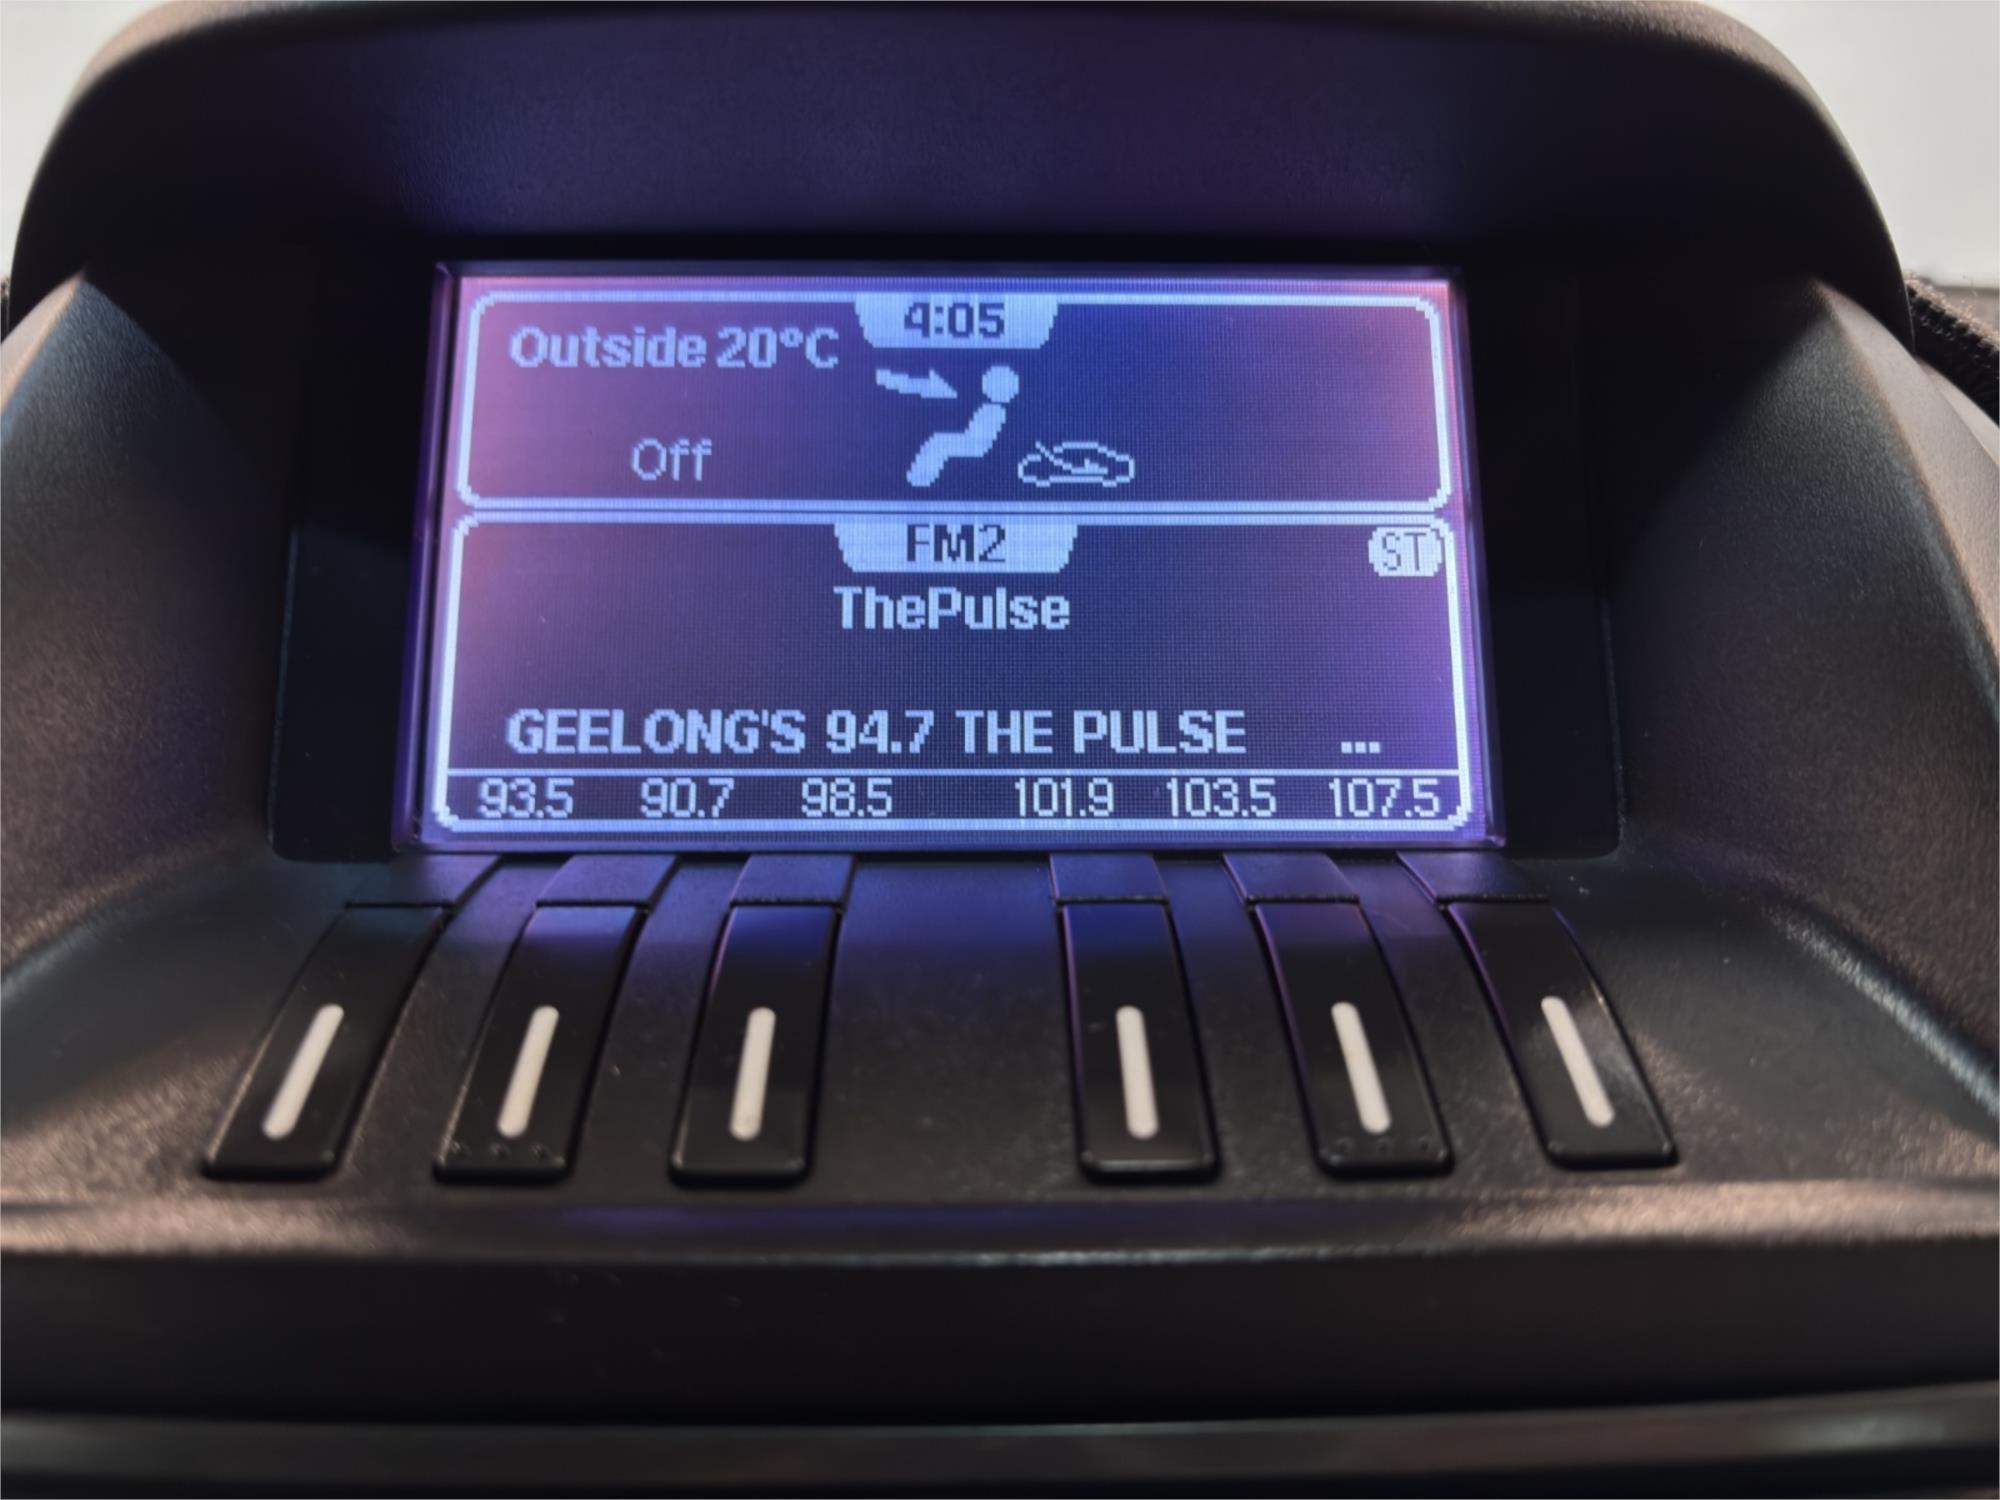 4:05
Outside 20°C
Off
FM2
ST
ThePulse
GEELONG'S 94.7 THE PULSE ...
93.5 90.7 98.5 101.9 103.5 107.5